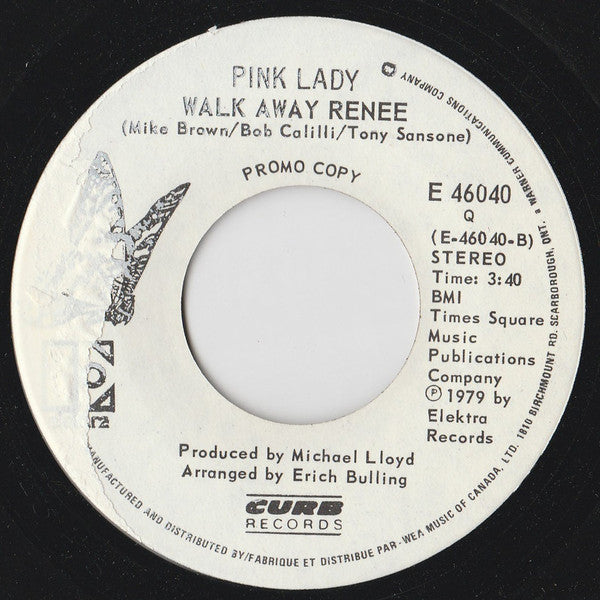 PINK LADY
WALK AWAY RENEE
(Mike Brown/Bob Calilli/Tony Sansone)
PROMO COPY
E 46040
Q
(E-46040-B)
STEREO
Time: 3:40
BMI
Times Square
Music
Publications
Company
Ⓟ 1979 by
Elektra
Records
Produced by Michael Lloyd
Arranged by Erich Bulling
CURB
RECORDS
MANUFACTURED AND DISTRIBUTED BY/FABRIQUE ET DISTRIBUE PAR-WEA MUSIC OF CANADA, LTD. 1810 BIRCHMOUNT RD. SCARBOROUGH, ONT. a WARNER COMMUNICATIONS COMPANY